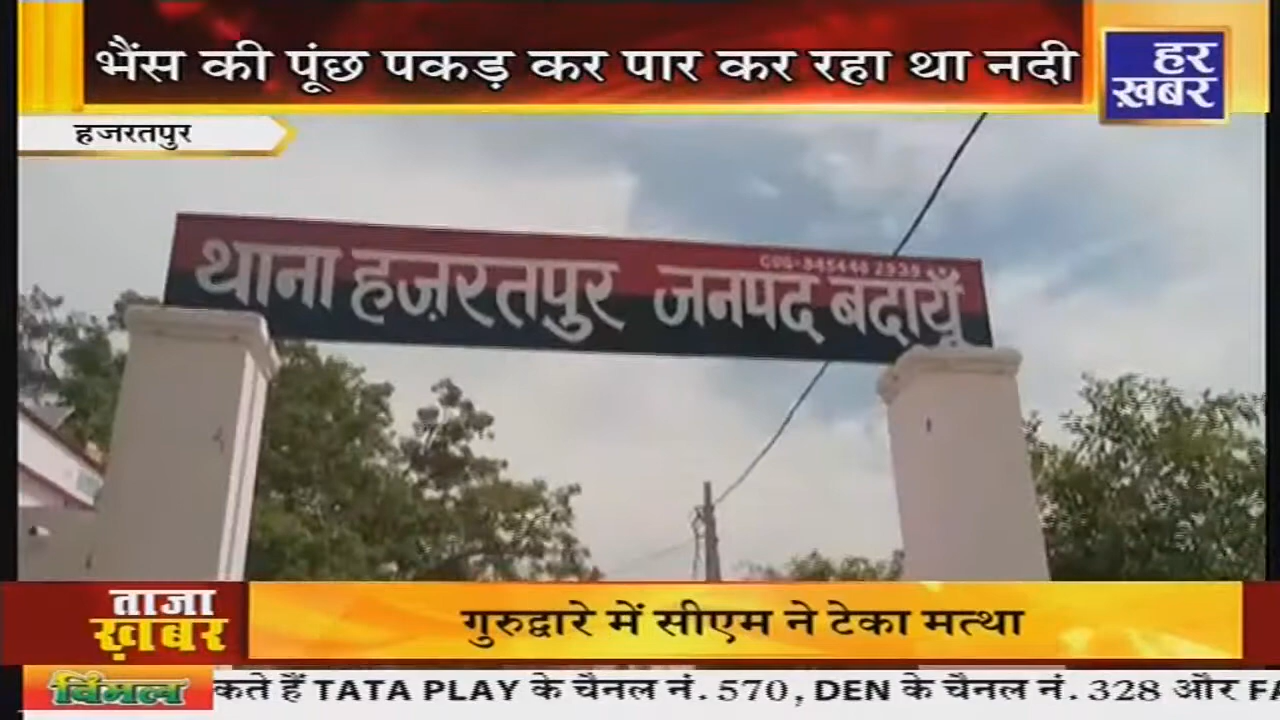 भैंस की पूंछ पकड़ कर पार कर रहा था नदी
हर
ख़बर
हजरतपुर
थाना हज़रतपुर जनपद बदायूँ
ताजा
ख़बर
गुरुद्वारे में सीएम ने टेका मत्था
विमल
कते हैं TATA PLAY के चैनल नं. 570, DEN के चैनल नं. 328 और FA